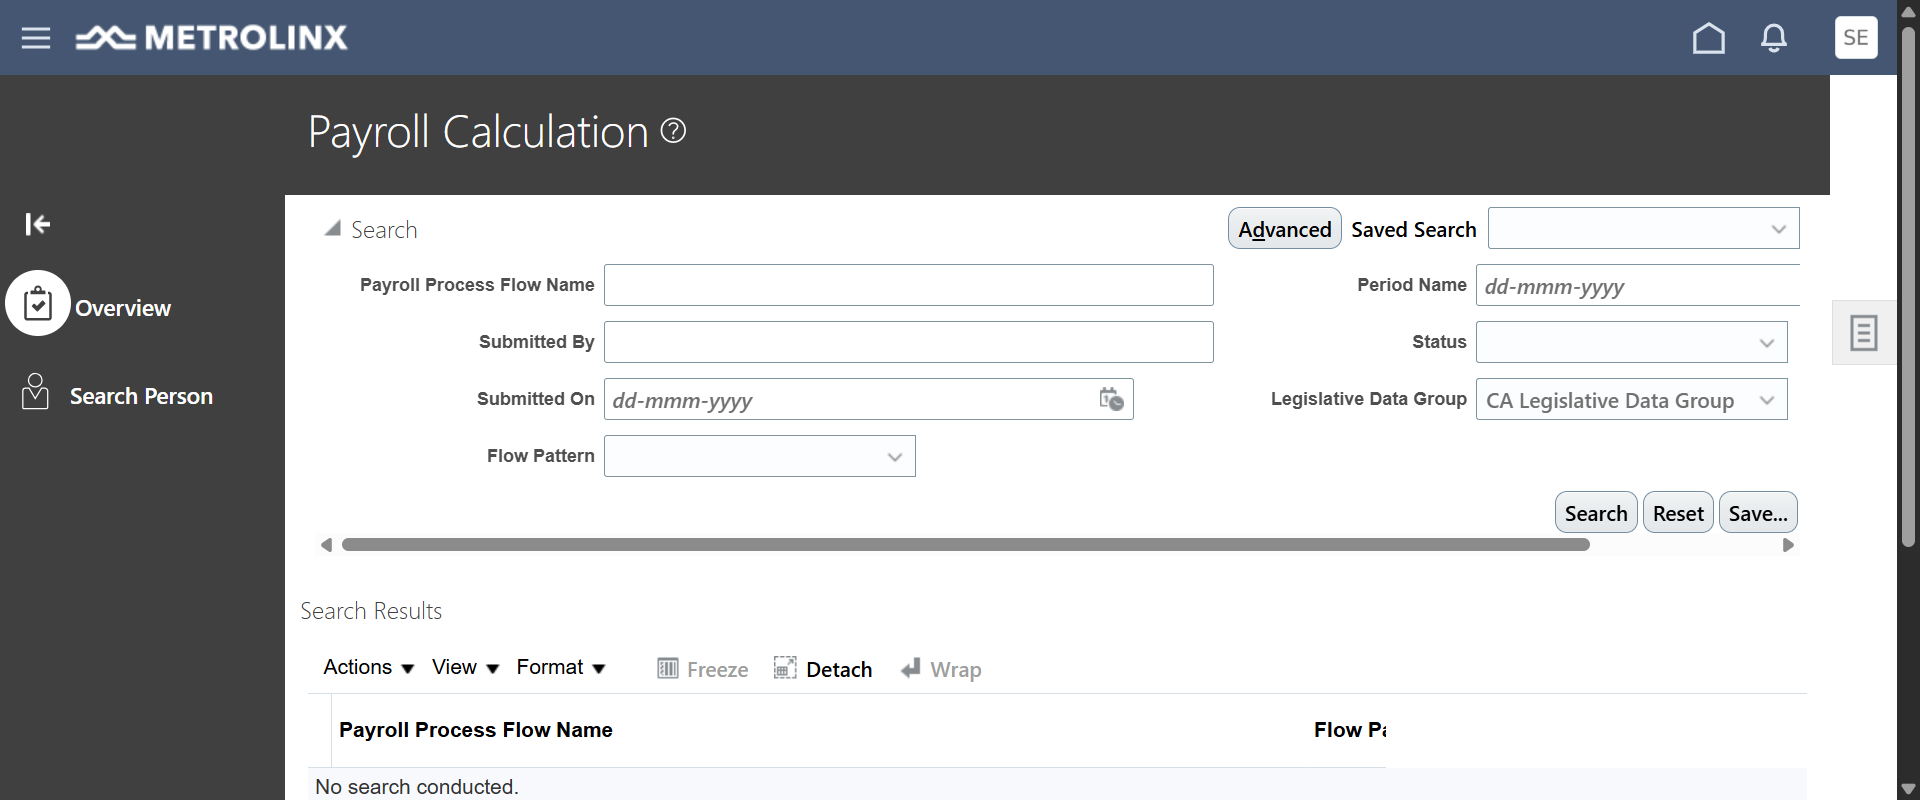 METROLINX
SE
Payroll Calculation ?
Search
Advanced Saved Search
Payroll Process Flow Name
Period Name dd-mmm-yyyy
Submitted By
Status
Submitted On dd-mmm-yyyy
Legislative Data Group CA Legislative Data Group
Flow Pattern
Search Reset Save...
Overview
Search Person
Search Results
Actions View Format Freeze Detach Wrap
Payroll Process Flow Name Flow
No search conducted.